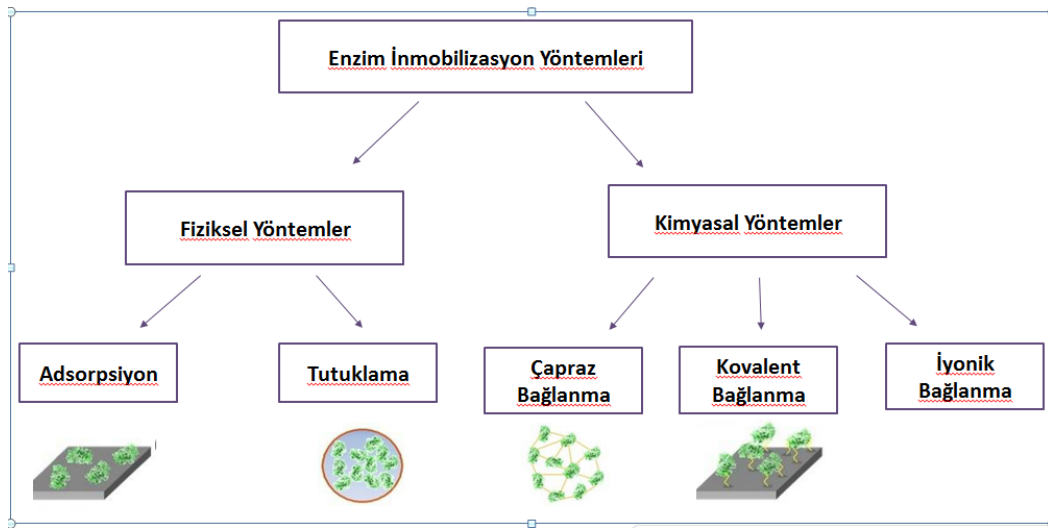 Enzim İnmobilizasyon Yöntemleri
Fiziksel Yöntemler
Kimyasal Yöntemler
Adsorpsiyon
Tutuklama
Çapraz
Bağlanma
Kovalent
Bağlanma
İyonik
Bağlanma